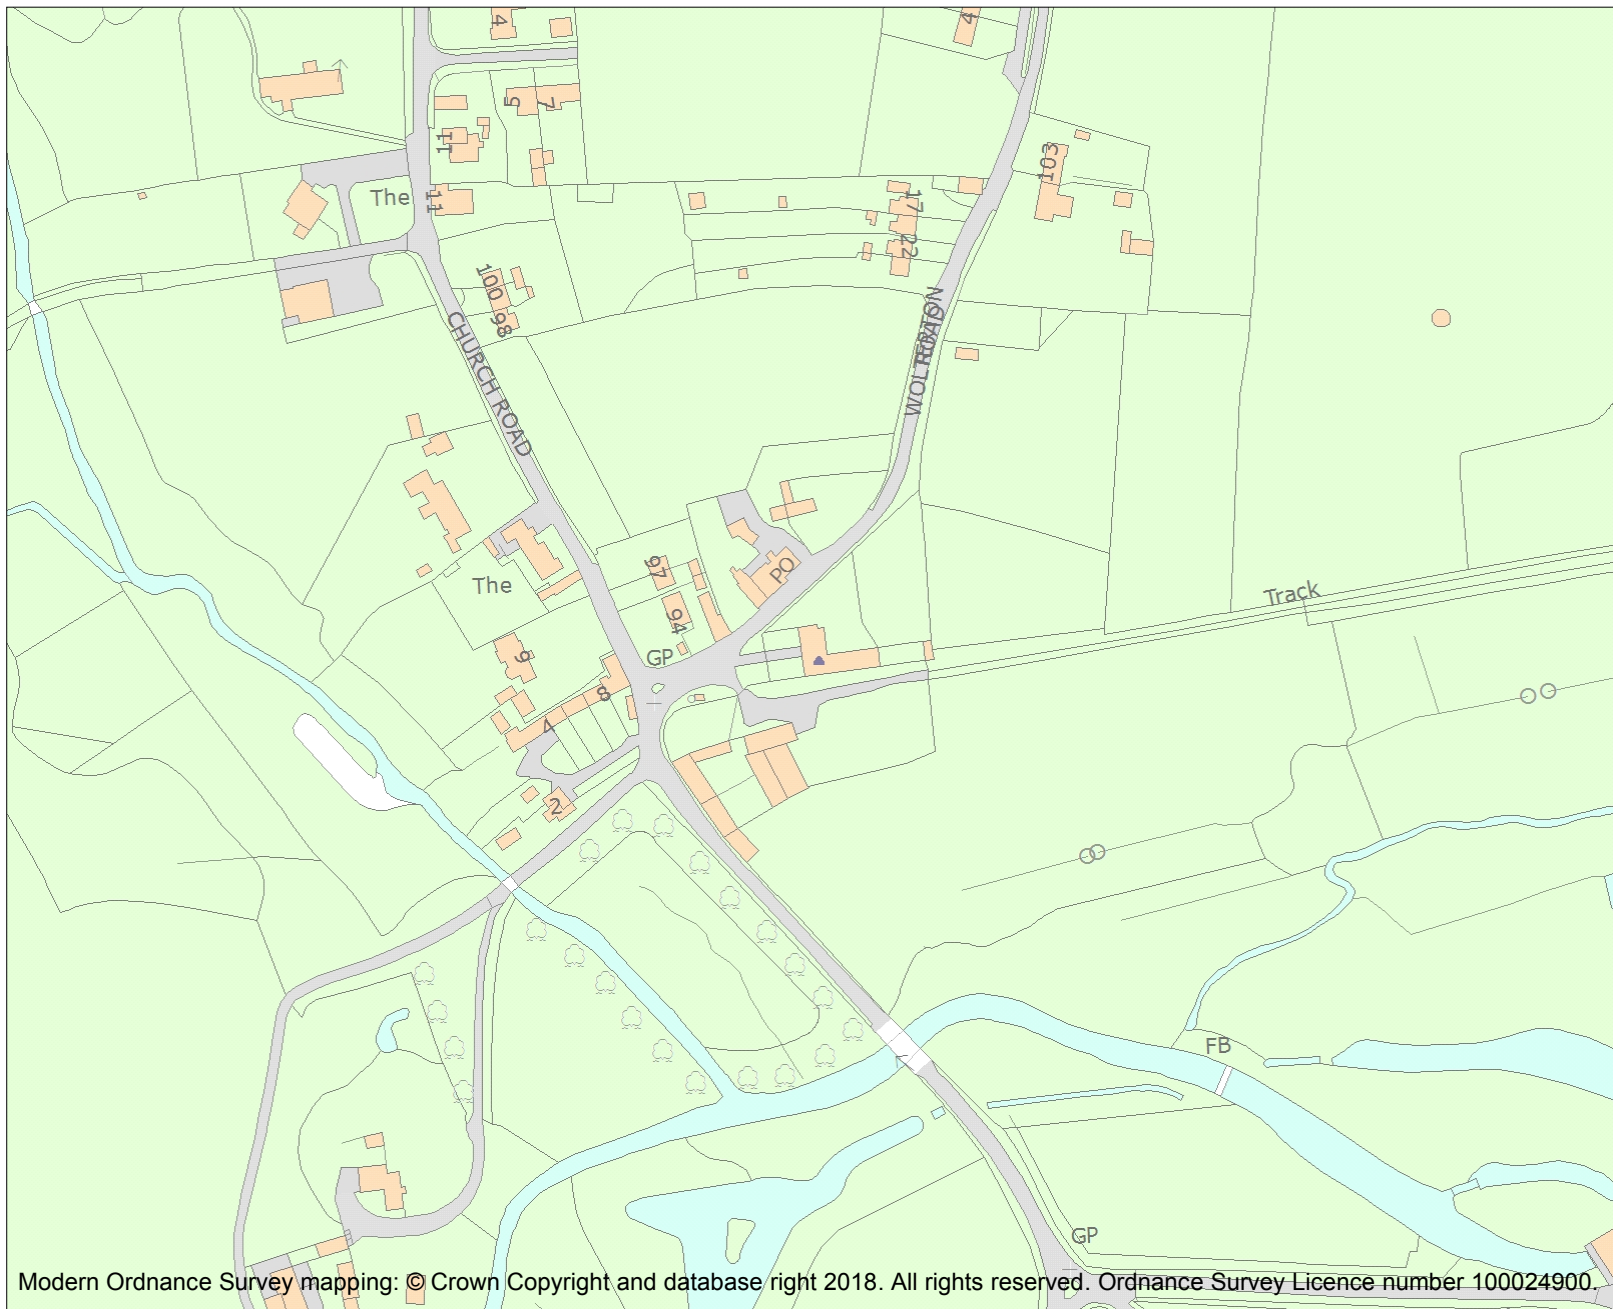 4
4
5
7
11
103
The
11
17
22
100
98
CHURCH ROAD
WOLTERTON
ROAD
97
PO
The
94
Track
GP
9
8
4
2
FB
GP
Modern Ordnance Survey mapping: © Crown Copyright and database right 2018. All rights reserved. Ordnance Survey Licence number 100024900.